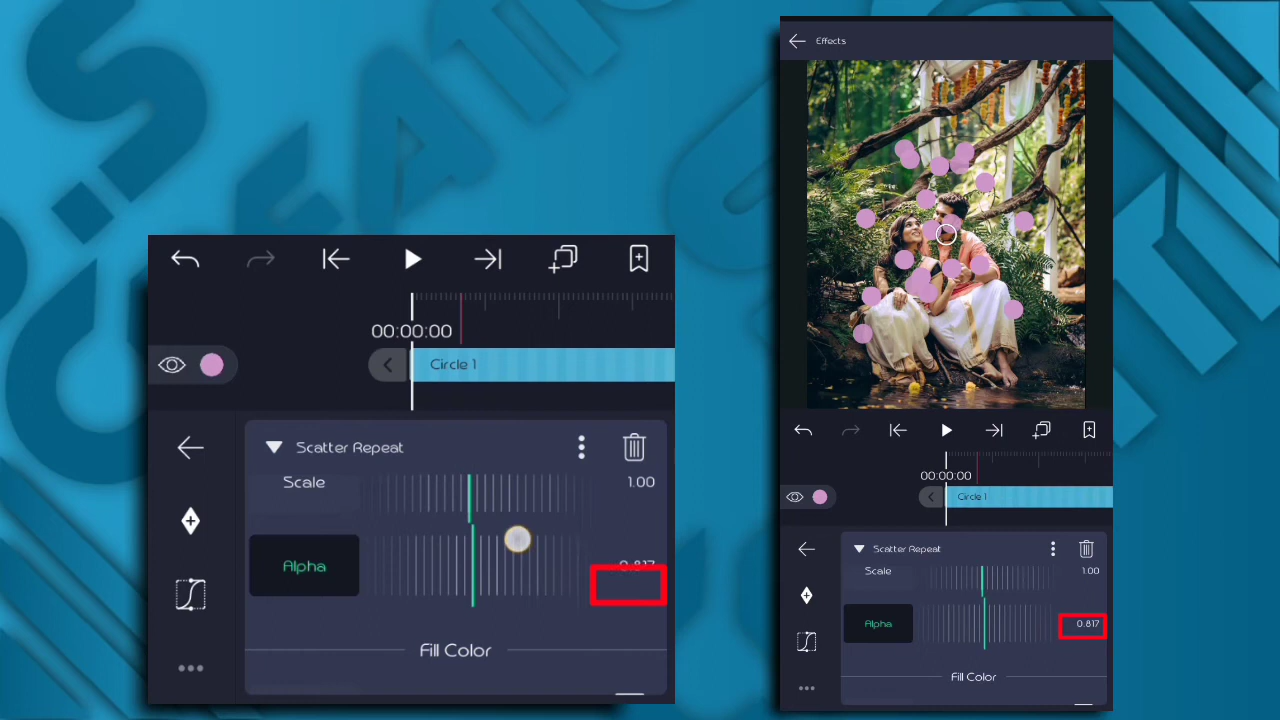 00:00:00
Circle 1
Scatter Repeat
Scale
1.00
Alpha
0.817
Fill Color
Effects
00:00:00
Circle 1
Scatter Repeat
Scale
1.00
Alpha
0.817
Fill Color